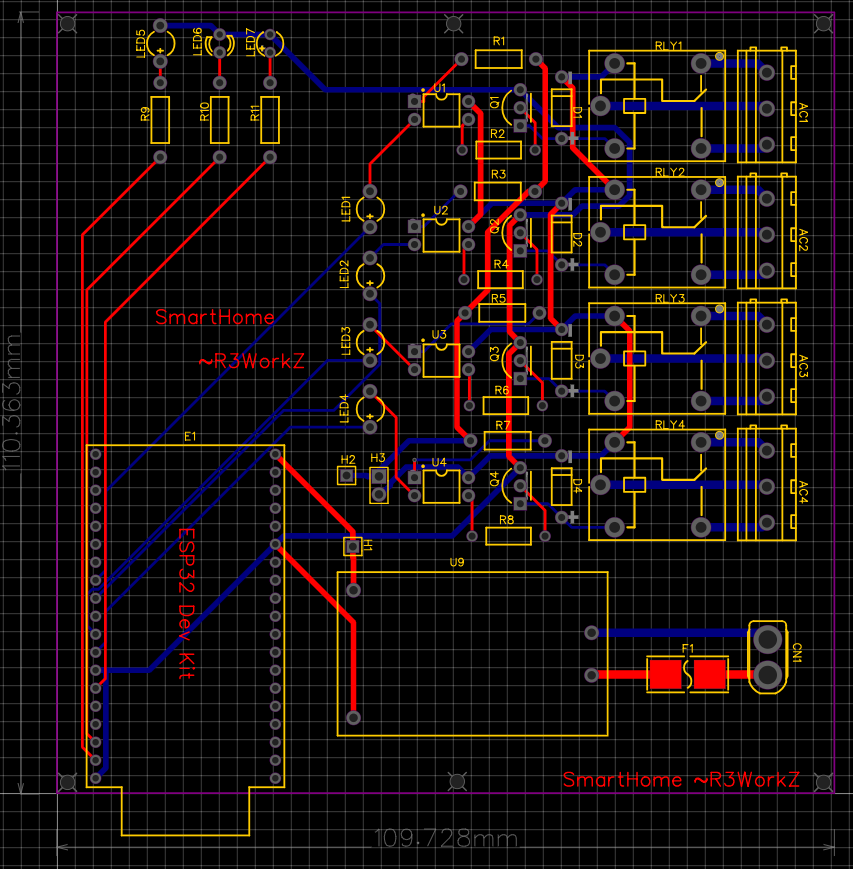 LED5
LED6
LED7
R1
RLY1
U1
Q1
D1
AC1
R9
R10
R11
R2
R3
RLY2
LED1
U2
Q2
D2
AC2
LED2
R4
R5
RLY3
SmartHome
~R3WorkZ
LED3
U3
Q3
D3
AC3
110.363mm
LED4
R6
R7
RLY4
E1
H2
H3
U4
Q4
D4
AC4
R8
H1
ESP32 Dev Kit
U9
F1
CN1
SmartHome ~R3WorkZ
109.728mm